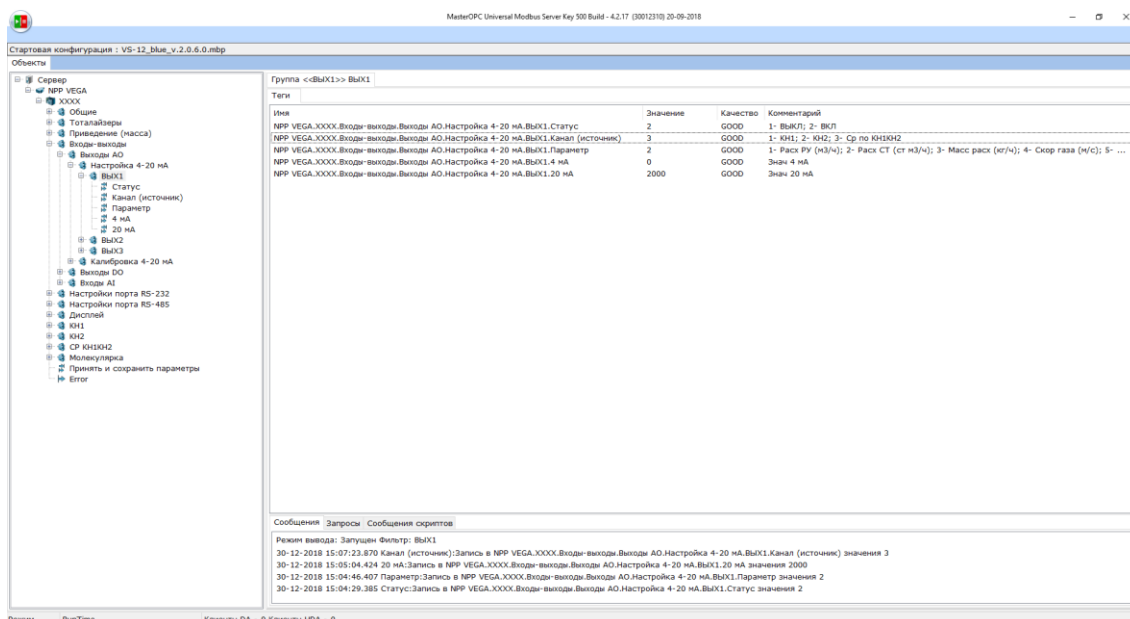 MasterOPC Universal Modbus Server Key 500 Build - 4.2.17 (30012310) 20-09-2018
Стартовая конфигурация : VS-12_blue_v.2.0.6.0.mbp
Объекты
Сервер
NPP VEGA
XXXX
Общие
Тоталайзеры
Приведение (масса)
Входы-выходы
Выходы AO
Настройка 4-20 мА
ВЫХ1
Статус
Канал (источник)
Параметр
4 мА
20 мА
ВЫХ2
ВЫХ3
Калибровка 4-20 мА
Выходы DO
Входы AI
Настройки порта RS-232
Настройки порта RS-485
Дисплей
КН1
КН2
СР КН1КН2
Молекулярка
Принять и сохранить параметры
Error
Группа <<ВЫХ1>> ВЫХ1
Теги
Имя Значение Качество Комментарий
NPP VEGA.XXXX.Входы-выходы.Выходы АО.Настройка 4-20 мА.ВЫХ1.Статус 2 GOOD 1- ВЫКЛ; 2- ВКЛ
NPP VEGA.XXXX.Входы-выходы.Выходы АО.Настройка 4-20 мА.ВЫХ1.Канал (источник) 3 GOOD 1- КН1; 2- КН2; 3- Ср по КН1КН2
NPP VEGA.XXXX.Входы-выходы.Выходы АО.Настройка 4-20 мА.ВЫХ1.Параметр 2 GOOD 1- Расх РУ (м3/ч); 2- Расх СТ (ст м3/ч); 3- Масс расх (кг/ч); 4- Скор газа (м/с); 5- ...
NPP VEGA.XXXX.Входы-выходы.Выходы АО.Настройка 4-20 мА.ВЫХ1.4 мА 0 GOOD Знач 4 мА
NPP VEGA.XXXX.Входы-выходы.Выходы АО.Настройка 4-20 мА.ВЫХ1.20 мА 2000 GOOD Знач 20 мА
Сообщения Запросы Сообщения скриптов
Режим вывода: Запущен Фильтр: ВЫХ1
30-12-2018 15:07:23.870 Канал (источник):Запись в NPP VEGA.XXXX.Входы-выходы.Выходы АО.Настройка 4-20 мА.ВЫХ1.Канал (источник) значения 3
30-12-2018 15:05:04.424 20 мА:Запись в NPP VEGA.XXXX.Входы-выходы.Выходы АО.Настройка 4-20 мА.ВЫХ1.20 мА значения 2000
30-12-2018 15:04:46.407 Параметр:Запись в NPP VEGA.XXXX.Входы-выходы.Выходы АО.Настройка 4-20 мА.ВЫХ1.Параметр значения 2
30-12-2018 15:04:29.385 Статус:Запись в NPP VEGA.XXXX.Входы-выходы.Выходы АО.Настройка 4-20 мА.ВЫХ1.Статус значения 2